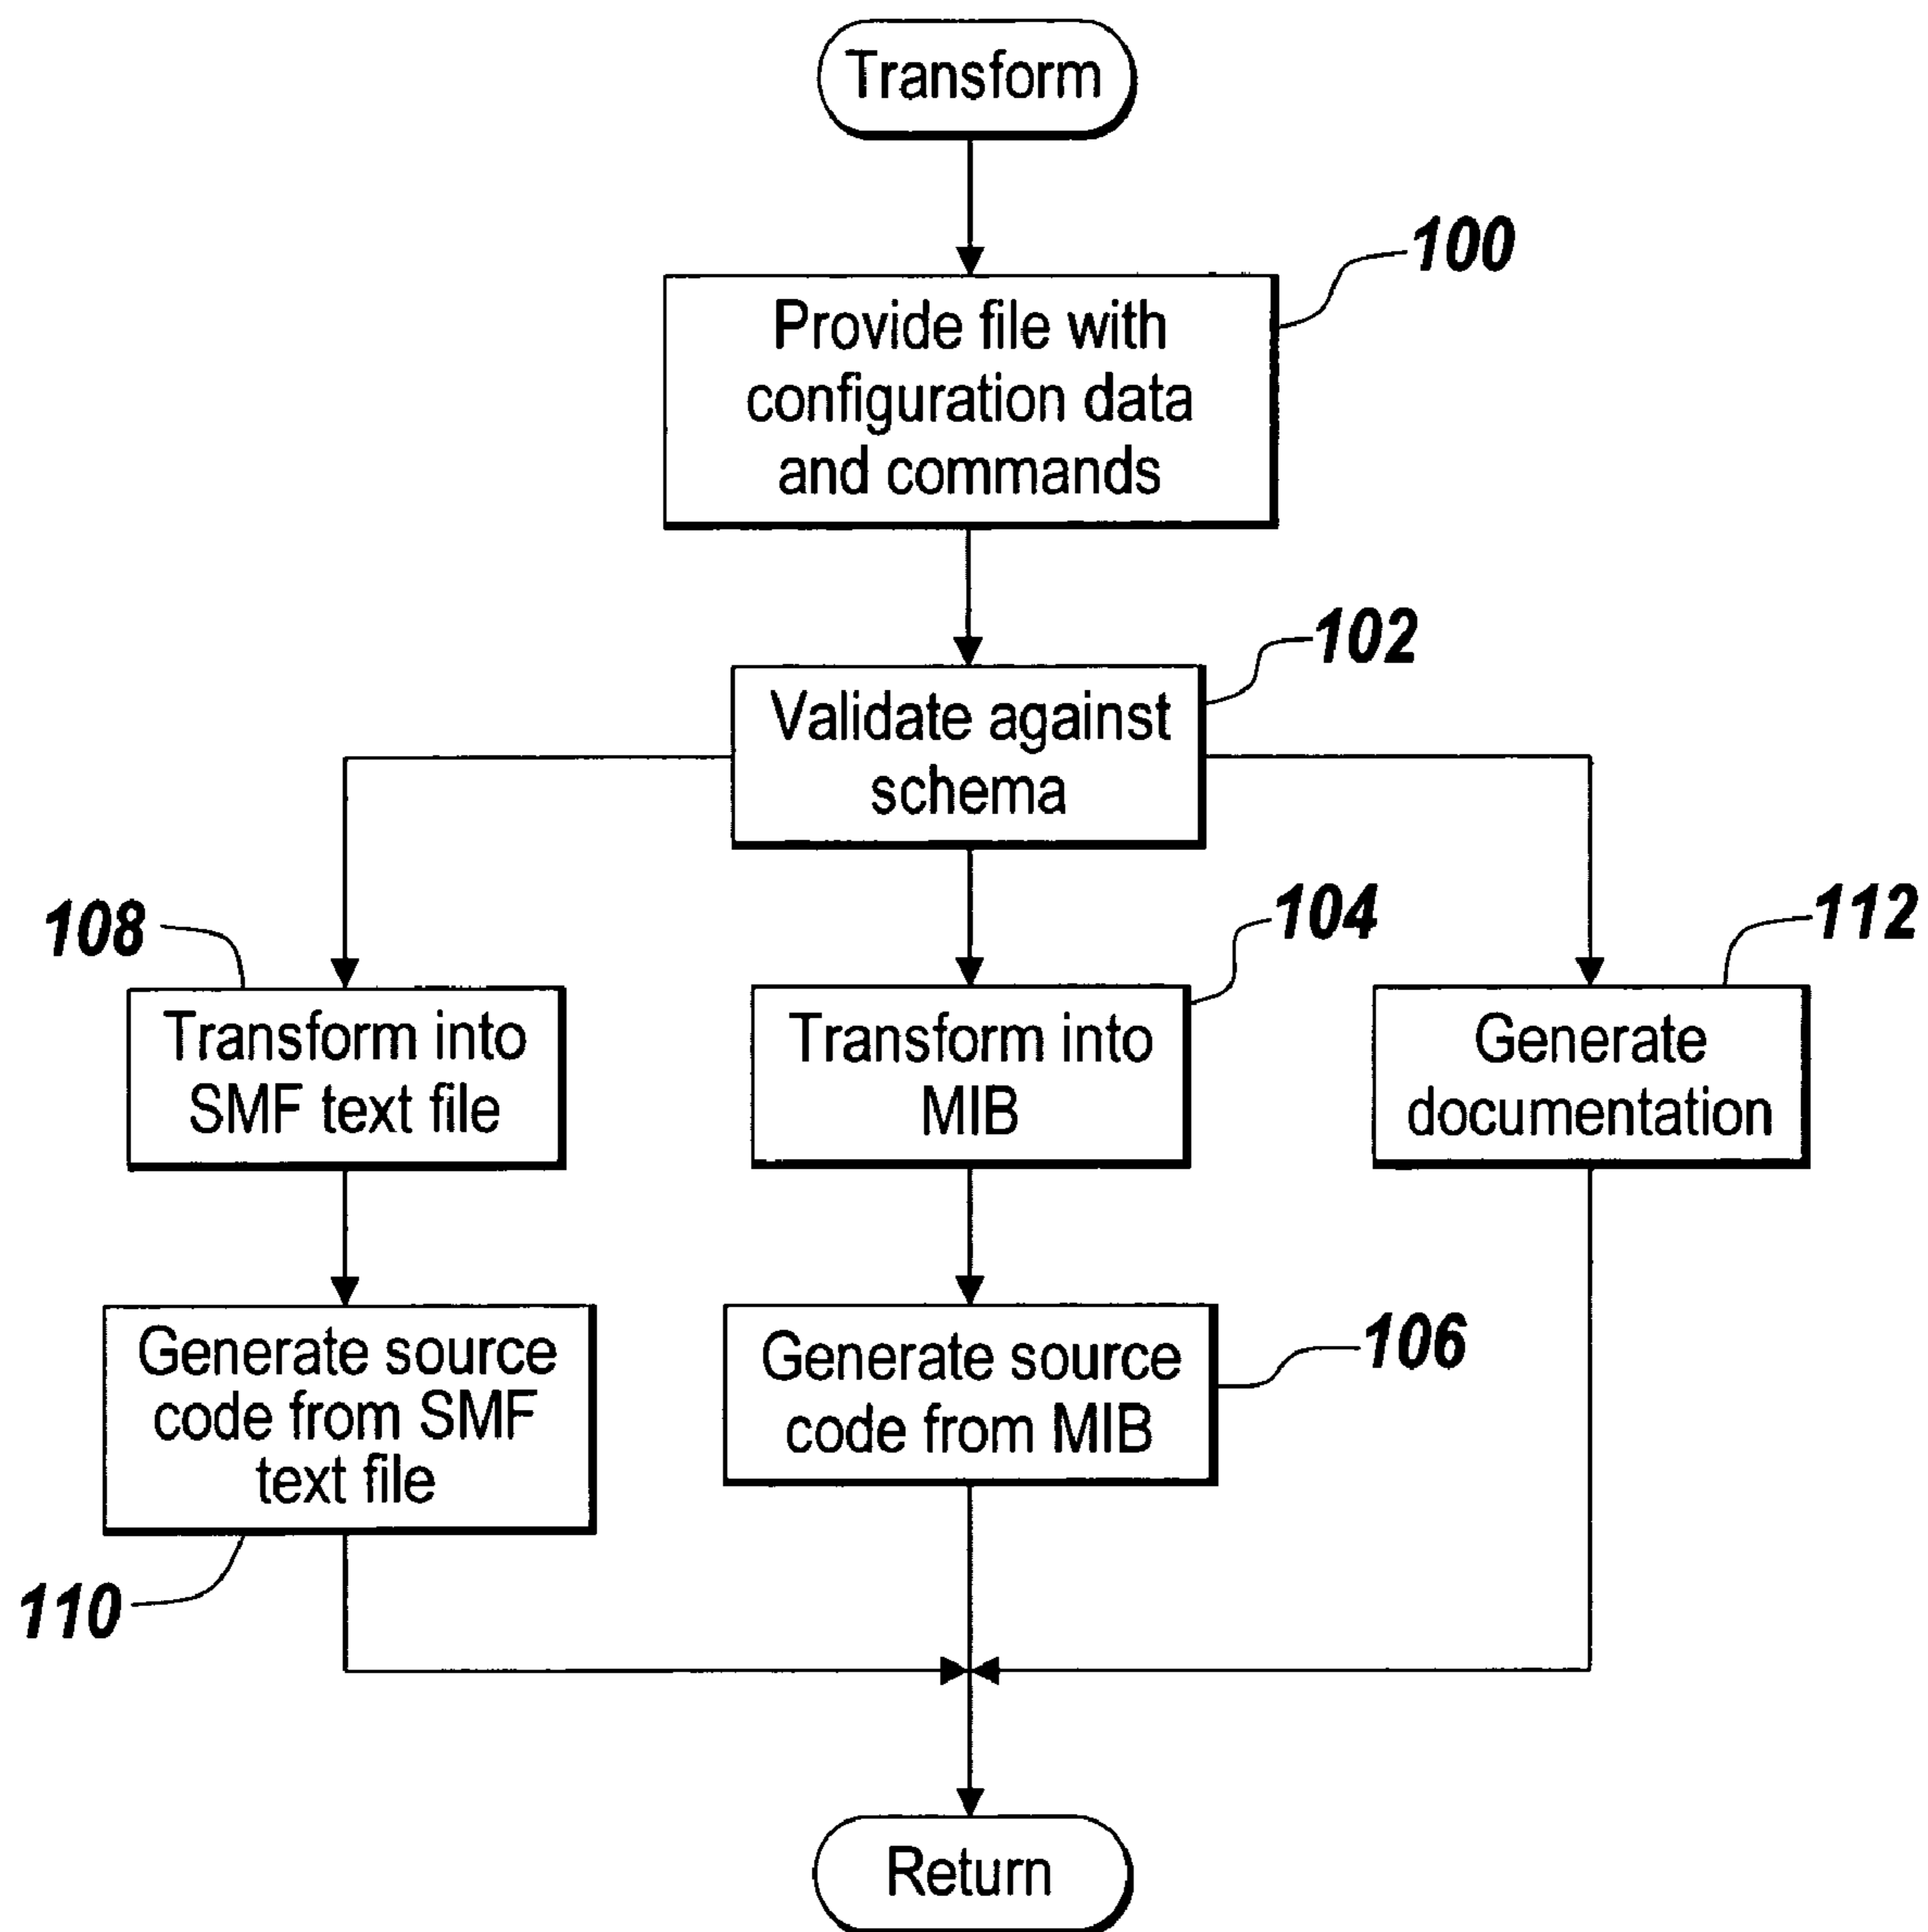 Transform
100
Provide file with
configuration data
and commands
102
Validate against
schema
108
Transform into
SMF text file
104
Transform into
MIB
112
Generate
documentation
Generate source
code from SMF
text file
110
Generate source
code from MIB
106
Return